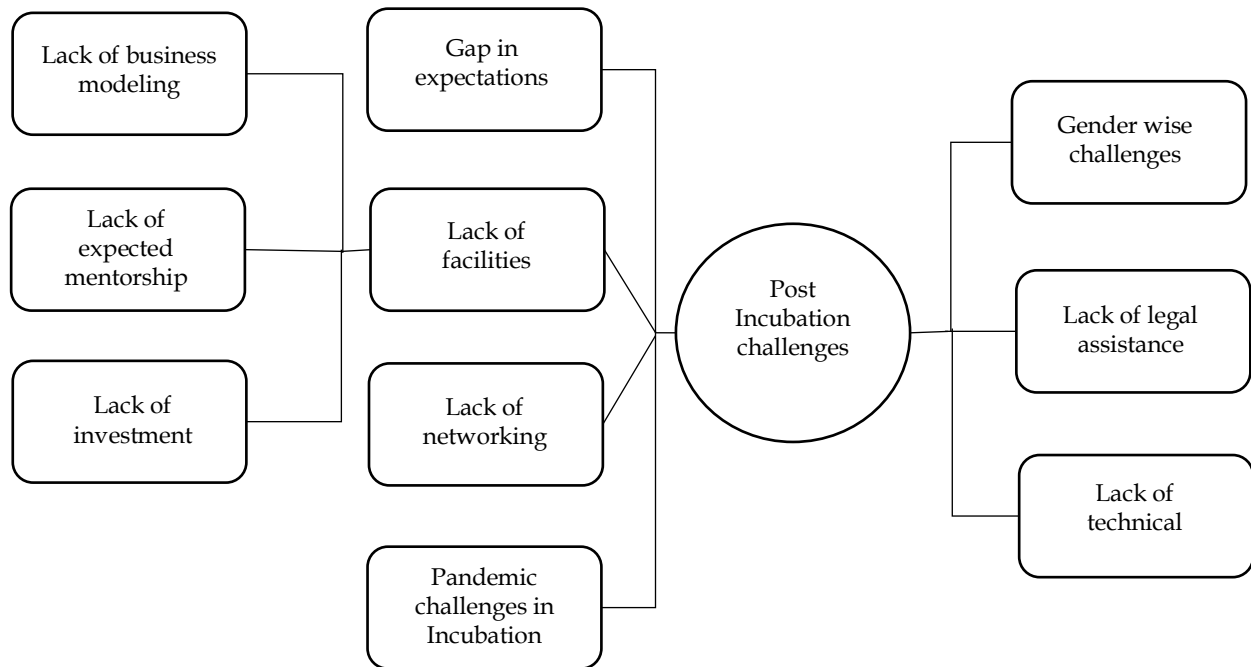 Lack of business
modeling
Lack of
expected
mentorship
Lack of
investment
Gap in
expectations
Lack of
facilities
Lack of
networking
Pandemic
challenges in
Incubation
Post
Incubation
challenges
Gender wise
challenges
Lack of legal
assistance
Lack of
technical